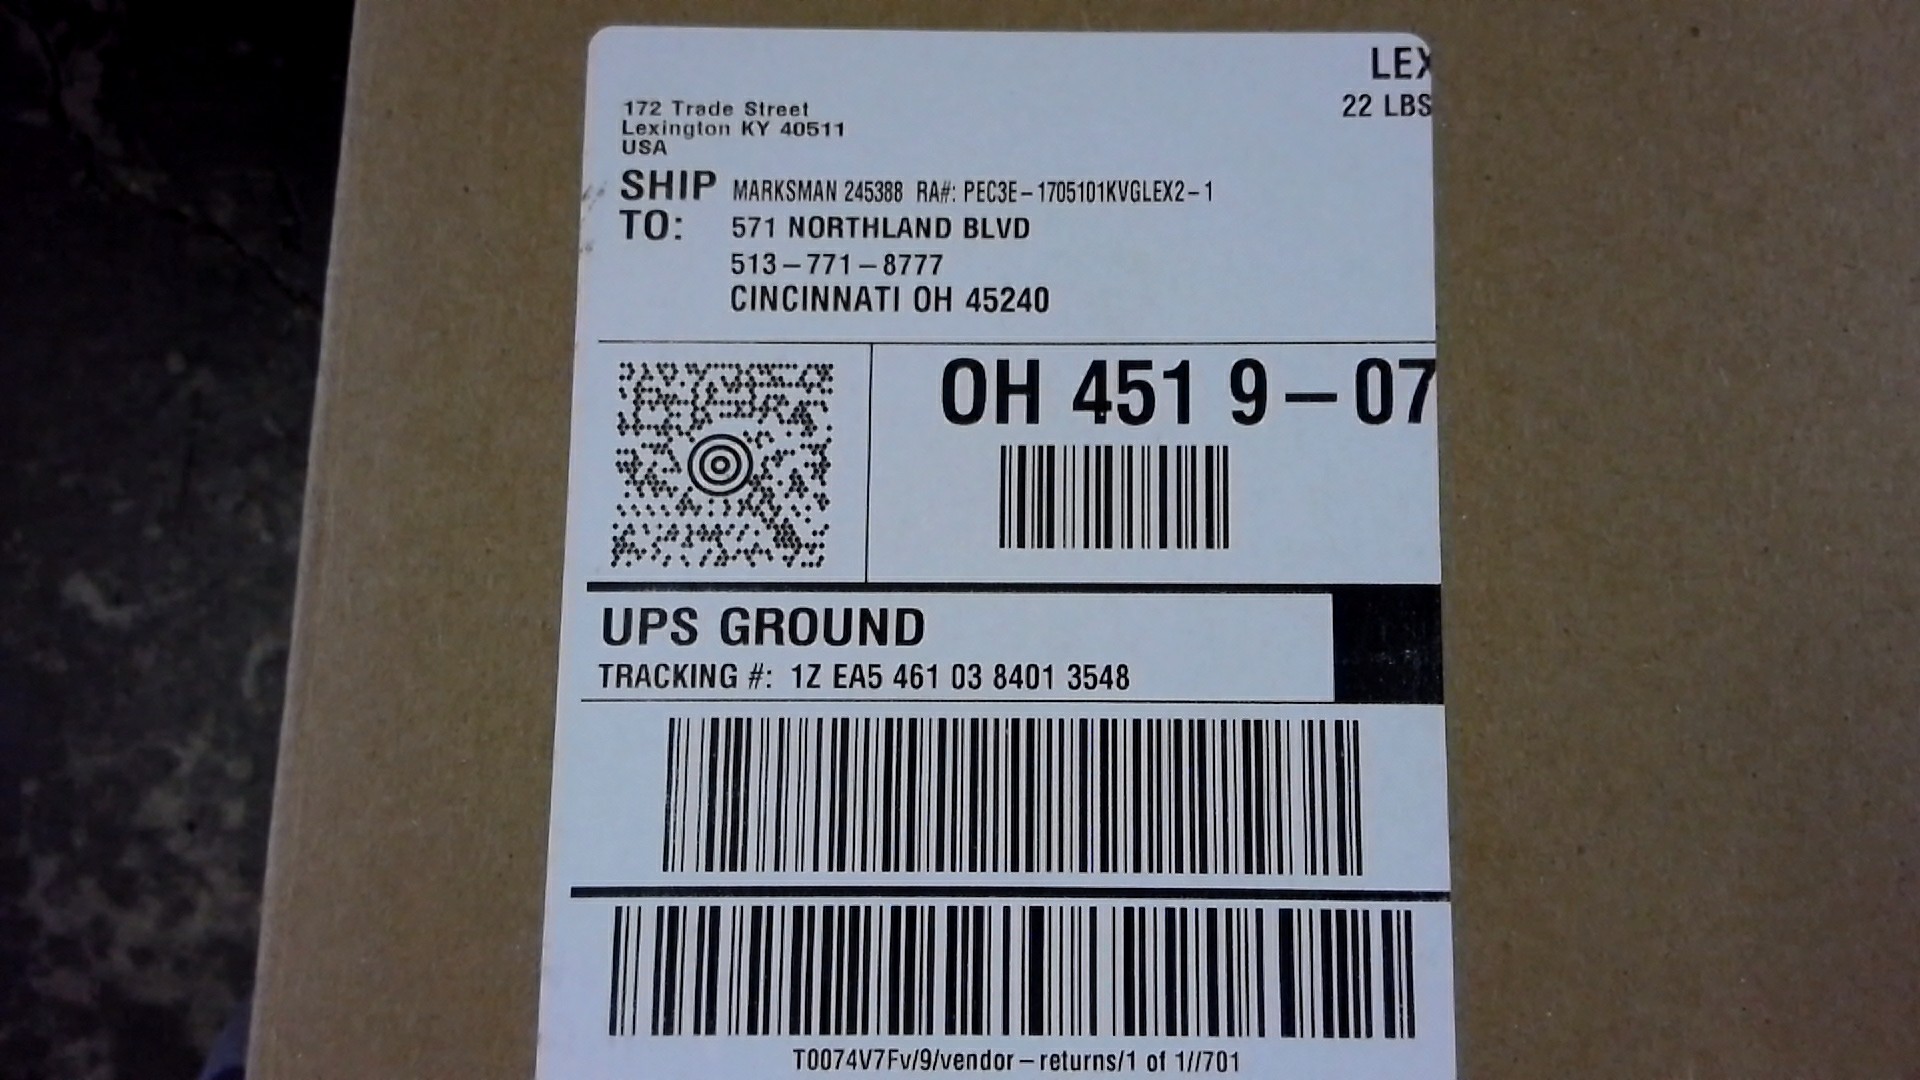 LEX
172 Trade Street
22 LBS
Lexington KY 40511
USA
SHIP TO:
MARKSMAN 245388 RA#: PEC3E-1705101KVGLEX2-1
571 NORTHLAND BLVD
513-771-8777
CINCINNATI OH 45240
OH 451 9-07
UPS GROUND
TRACKING #: 1Z EA5 461 03 8401 3548
T0074V7Fv/9/vendor-returns/1 of 1//701